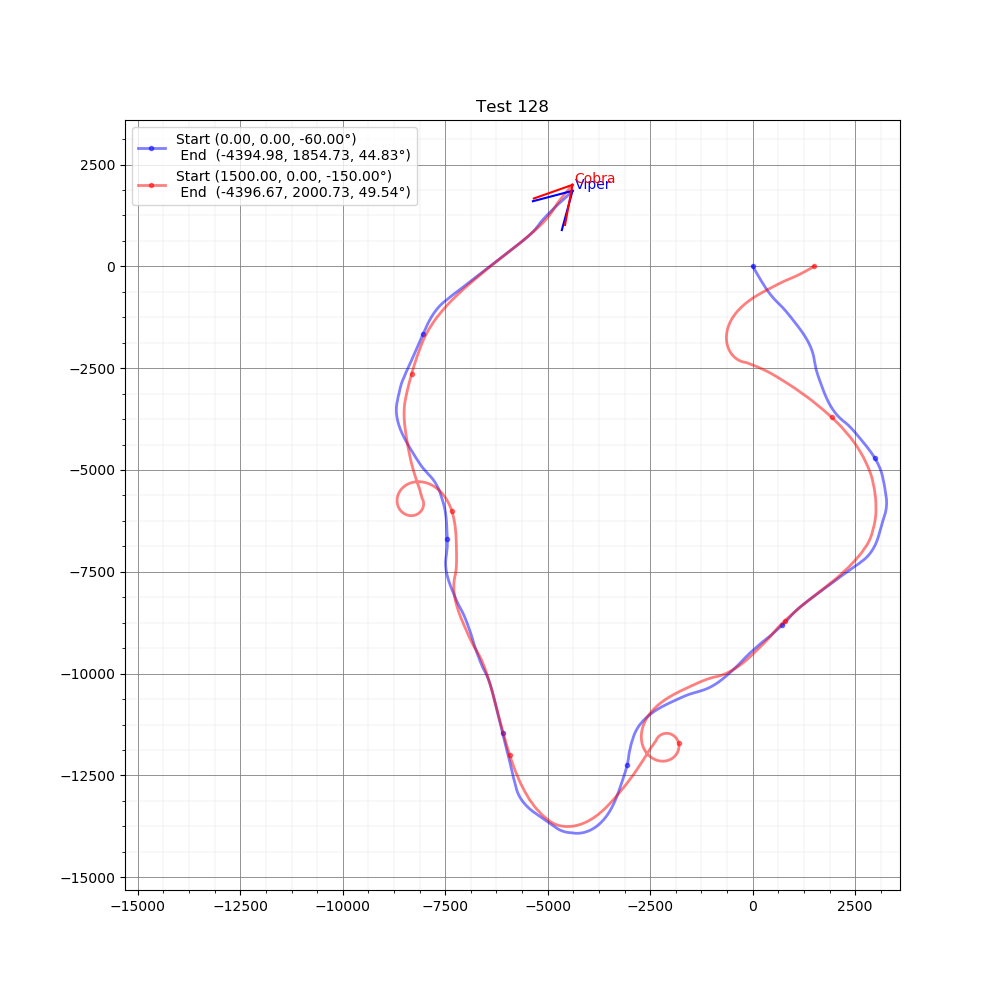 Test 128
Start (0.00, 0.00, -60.00°)
End (-4394.98, 1854.73, 44.83°)
Start (1500.00, 0.00, -150.00°)
End (-4396.67, 2000.73, 49.54°)
Cobra
Viper
2500
0
−2500
−5000
−7500
−10000
−12500
−15000
−15000 −12500 −10000 −7500 −5000 −2500 0 2500